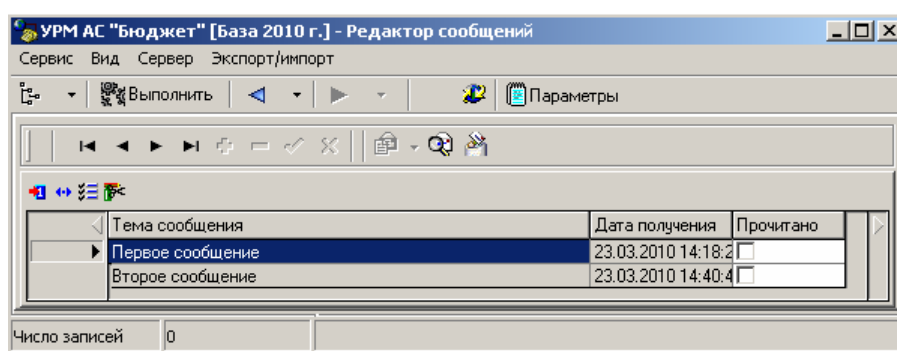 УРМ АС "Бюджет" [База 2010 г.] - Редактор сообщений
Сервис Вид Сервер Экспорт/импорт
Выполнить Параметры
Тема сообщения Дата получения Прочитано
Первое сообщение 23.03.2010 14:18:2
Второе сообщение 23.03.2010 14:40:4
Число записей 0